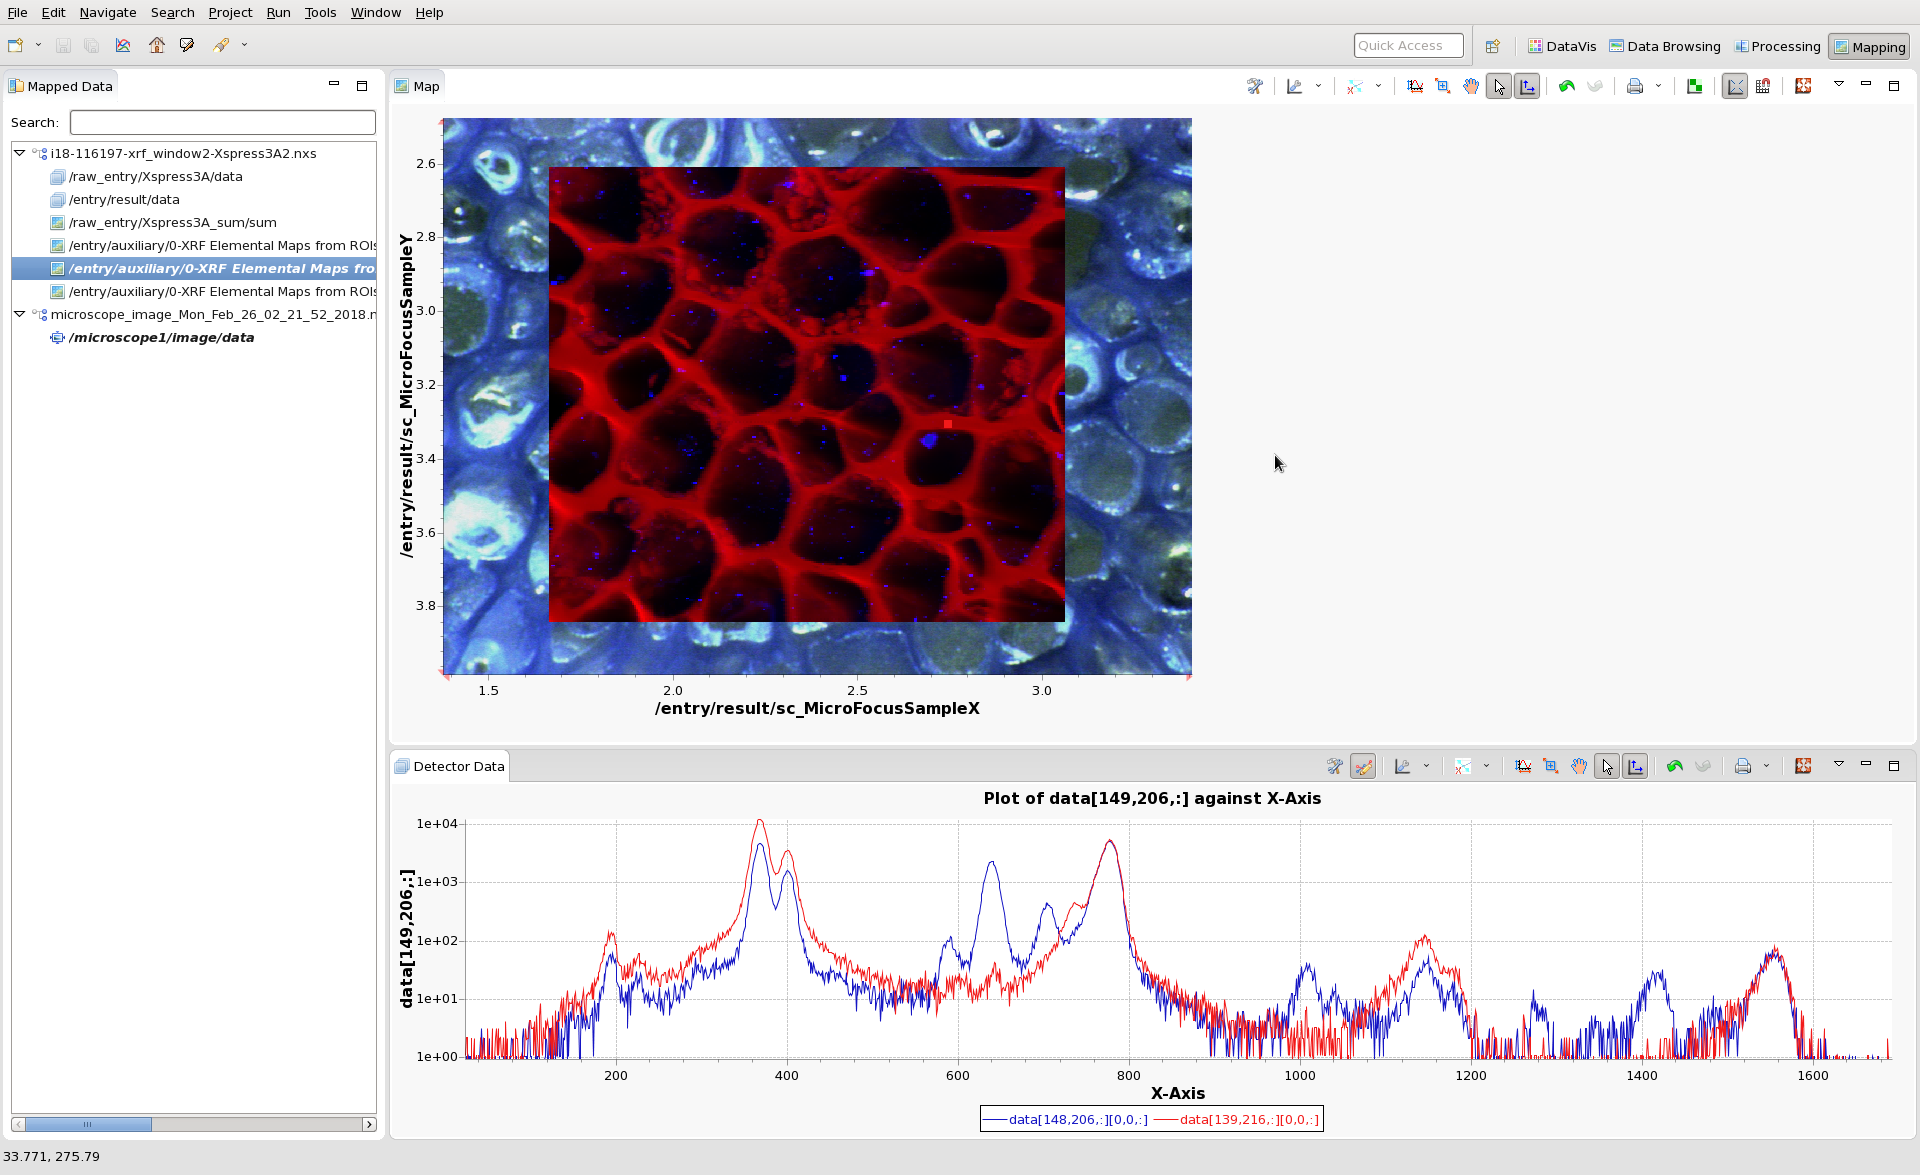 File Edit Navigate Search Project Run Tools Window Help
Quick Access DataVis Data Browsing Processing Mapping
Mapped Data
Search:
i18-116197-xrf_window2-Xspress3A2.nxs
/raw_entry/Xspress3A/data
/entry/result/data
/raw_entry/Xspress3A_sum/sum
/entry/auxiliary/0-XRF Elemental Maps from ROIs
/entry/auxiliary/0-XRF Elemental Maps fro
/entry/auxiliary/0-XRF Elemental Maps from ROIs
microscope_image_Mon_Feb_26_02_21_52_2018.n
/microscope1/image/data
Map
/entry/result/sc_MicroFocusSampleY
2.6
2.8
3.0
3.2
3.4
3.6
3.8
1.5 2.0 2.5 3.0
/entry/result/sc_MicroFocusSampleX
Detector Data
Plot of data[149,206,:] against X-Axis
data[149,206,:]
1e+04
1e+03
1e+02
1e+01
1e+00
200 400 600 800 1000 1200 1400 1600
X-Axis
data[148,206,:][0,0,:] data[139,216,:][0,0,:]
33.771, 275.79